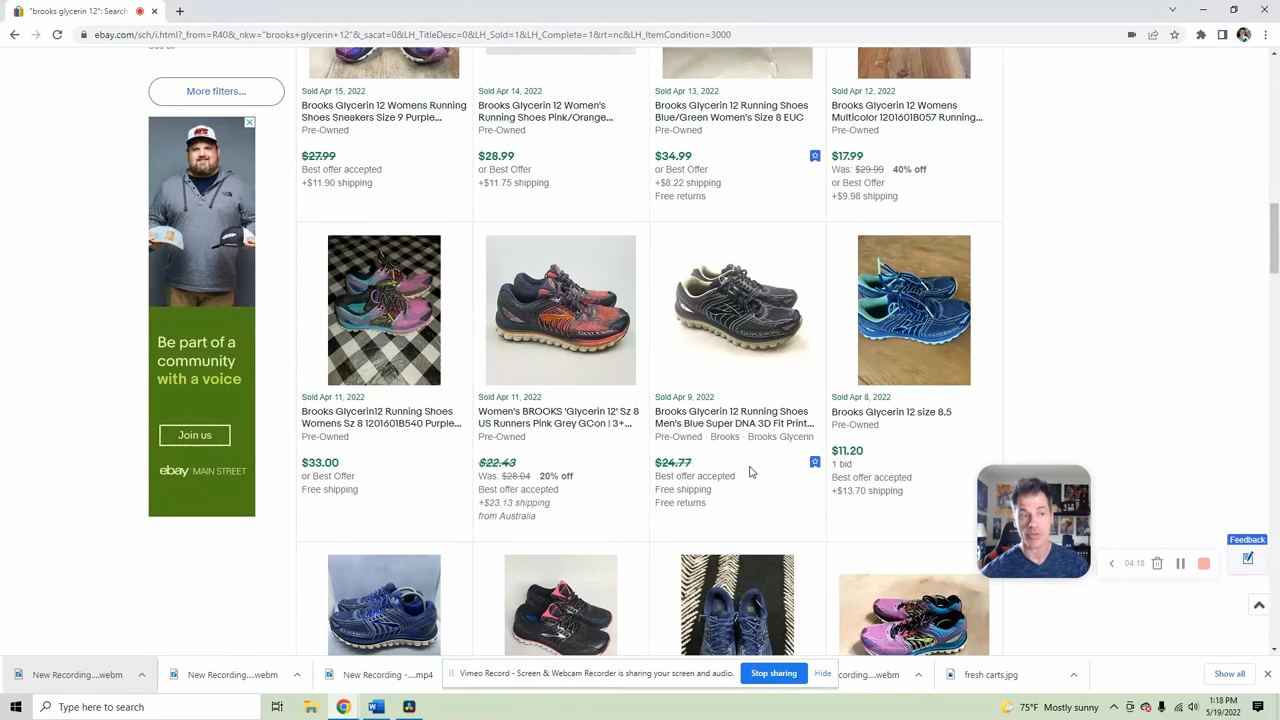 "brooks glycerin 12": Search
ebay.com/sch/i.html?_from=R40&_nkw="brooks+glycerin+12"&_sacat=0&LH_TitleDesc=0&LH_Sold=1&LH_Complete=1&rt=nc&LH_ItemCondition=3000
See all
More filters...
Sold Apr 15, 2022
Brooks Glycerin 12 Womens Running
Shoes Sneakers Size 9 Purple...
Pre-Owned
$27.99
Best offer accepted
+$11.90 shipping
Sold Apr 14, 2022
Brooks Glycerin 12 Women's
Running Shoes Pink/Orange...
Pre-Owned
$28.99
or Best Offer
+$11.75 shipping
Sold Apr 13, 2022
Brooks Glycerin 12 Running Shoes
Blue/Green Women's Size 8 EUC
Pre-Owned
$34.99
or Best Offer
+$8.22 shipping
Free returns
Sold Apr 12, 2022
Brooks Glycerin 12 Womens
Multicolor 1201601B057 Running...
Pre-Owned
$17.99
Was: $29.99 40% off
or Best Offer
+$9.98 shipping
Be part of a
community
with a voice
Join us
ebay MAIN STREET
Sold Apr 11, 2022
Brooks Glycerin12 Running Shoes
Womens Sz 8 1201601B540 Purple...
Pre-Owned
$33.00
or Best Offer
Free shipping
Sold Apr 11, 2022
Women's BROOKS 'Glycerin 12' Sz 8
US Runners Pink Grey GCon | 3+...
Pre-Owned
$22.43
Was: $28.04 20% off
Best offer accepted
+$23.13 shipping
from Australia
Sold Apr 9, 2022
Brooks Glycerin 12 Running Shoes
Men's Blue Super DNA 3D Fit Print...
Pre-Owned · Brooks · Brooks Glycerin
$24.77
Best offer accepted
Free shipping
Free returns
Sold Apr 8, 2022
Brooks Glycerin 12 size 8.5
Pre-Owned
$11.20
1 bid
Best offer accepted
+$13.70 shipping
Feedback
04:18
New Recording....webm
New Recording....webm
New Recording -....mp4
Vimeo Record - Screen & Webcam Recorder is sharing your screen and audio.
Stop sharing
Hide
cording....webm
fresh carts.jpg
Show all
Type here to search
75°F Mostly sunny
1:18 PM
5/19/2022